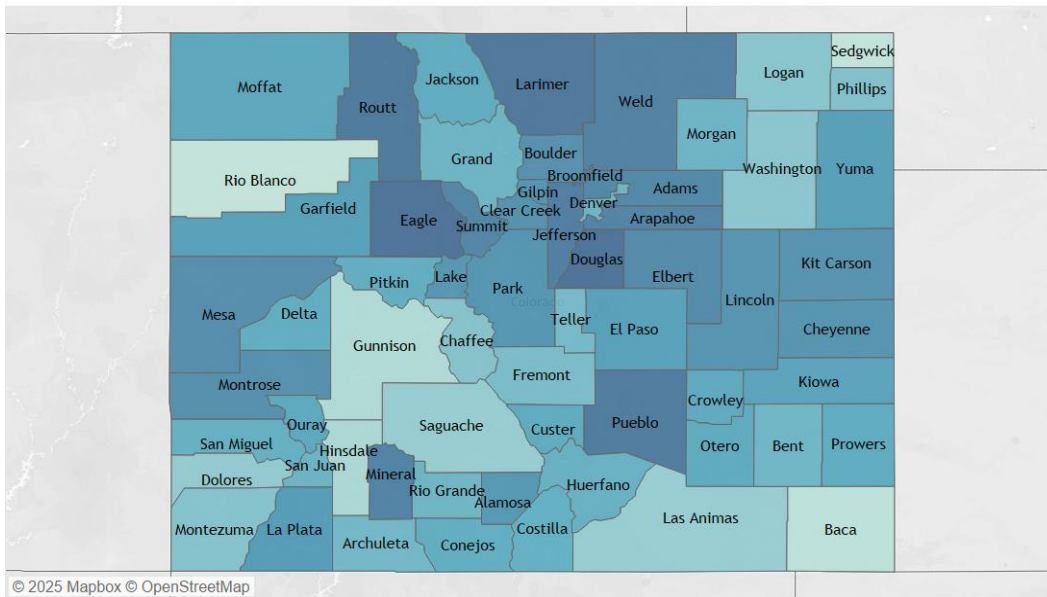 Sedgwick
Logan
Jackson
Larimer
Moffat
Phillips
Weld
Routt
Morgan
Boulder
Grand
Washington
Yuma
Broomfield
Rio Blanco
Gilpin
Adams
Denver
Garfield
Clear Creek
Eagle
Summit
Arapahoe
Jefferson
Douglas
Kit Carson
Lake
Elbert
Pitkin
Park
Lincoln
Colorado
Mesa
Delta
Teller
El Paso
Cheyenne
Chaffee
Gunnison
Fremont
Kiowa
Montrose
Crowley
Pueblo
Ouray
Saguache
Custer
San Miguel
Otero
Bent
Prowers
Hinsdale
San Juan
Mineral
Dolores
Huerfano
Rio Grande
Alamosa
Las Animas
Montezuma
La Plata
Costilla
Baca
Archuleta
Conejos
© 2025 Mapbox © OpenStreetMap